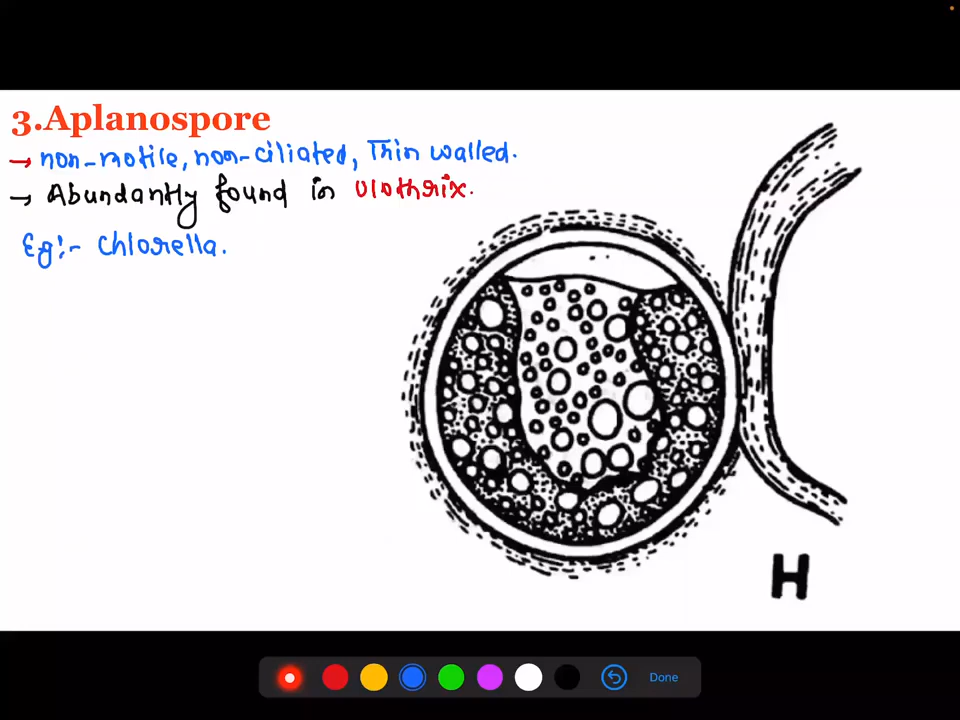 3.Aplanospore
→ non-motile, non-ciliated, Thin walled.
→ Abundantly found in Ulothrix.
Eg:- Chlorella.
H
Done